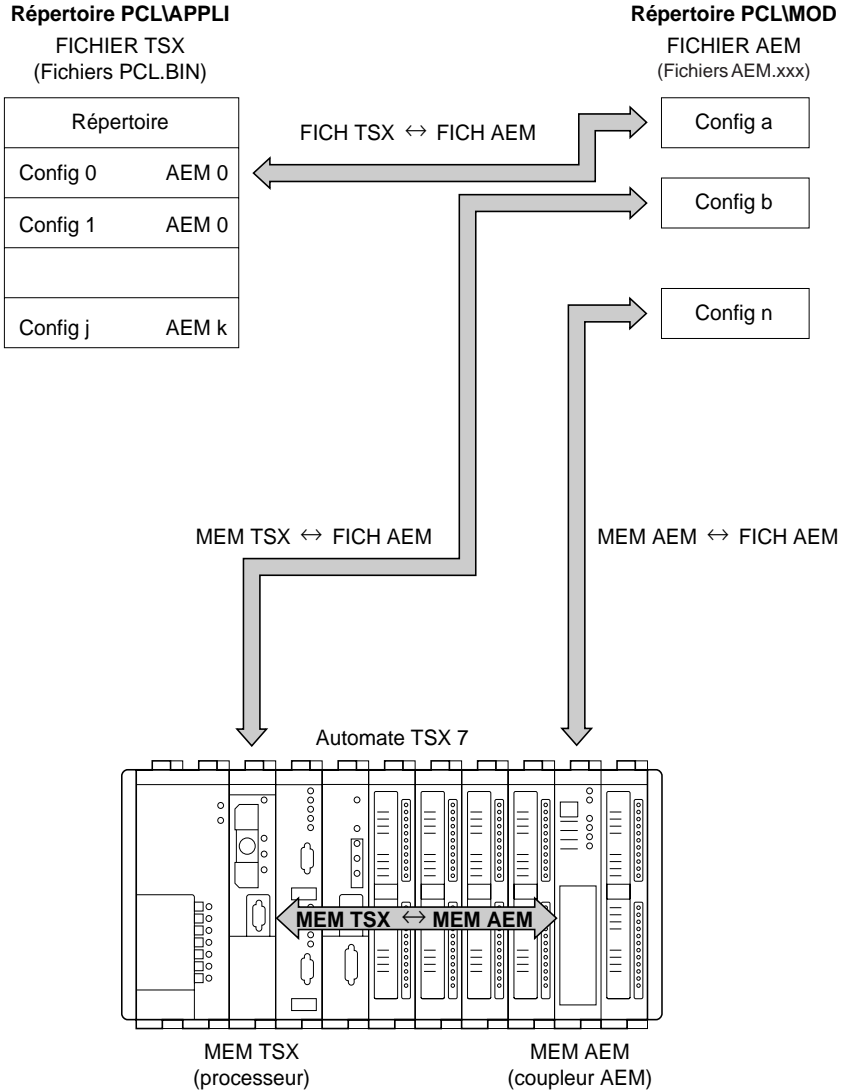 Répertoire PCL\APPLI
FICHIER TSX
(Fichiers PCL.BIN)
Répertoire PCL\MOD
FICHIER AEM
(Fichiers AEM.xxx)
Répertoire
Config 0 AEM 0
Config 1 AEM 0
Config j AEM k
FICH TSX ↔ FICH AEM
Config a
Config b
Config n
MEM TSX ↔ FICH AEM
MEM AEM ↔ FICH AEM
Automate TSX 7
MEM TSX ↔ MEM AEM
MEM TSX
(processeur)
MEM AEM
(coupleur AEM)